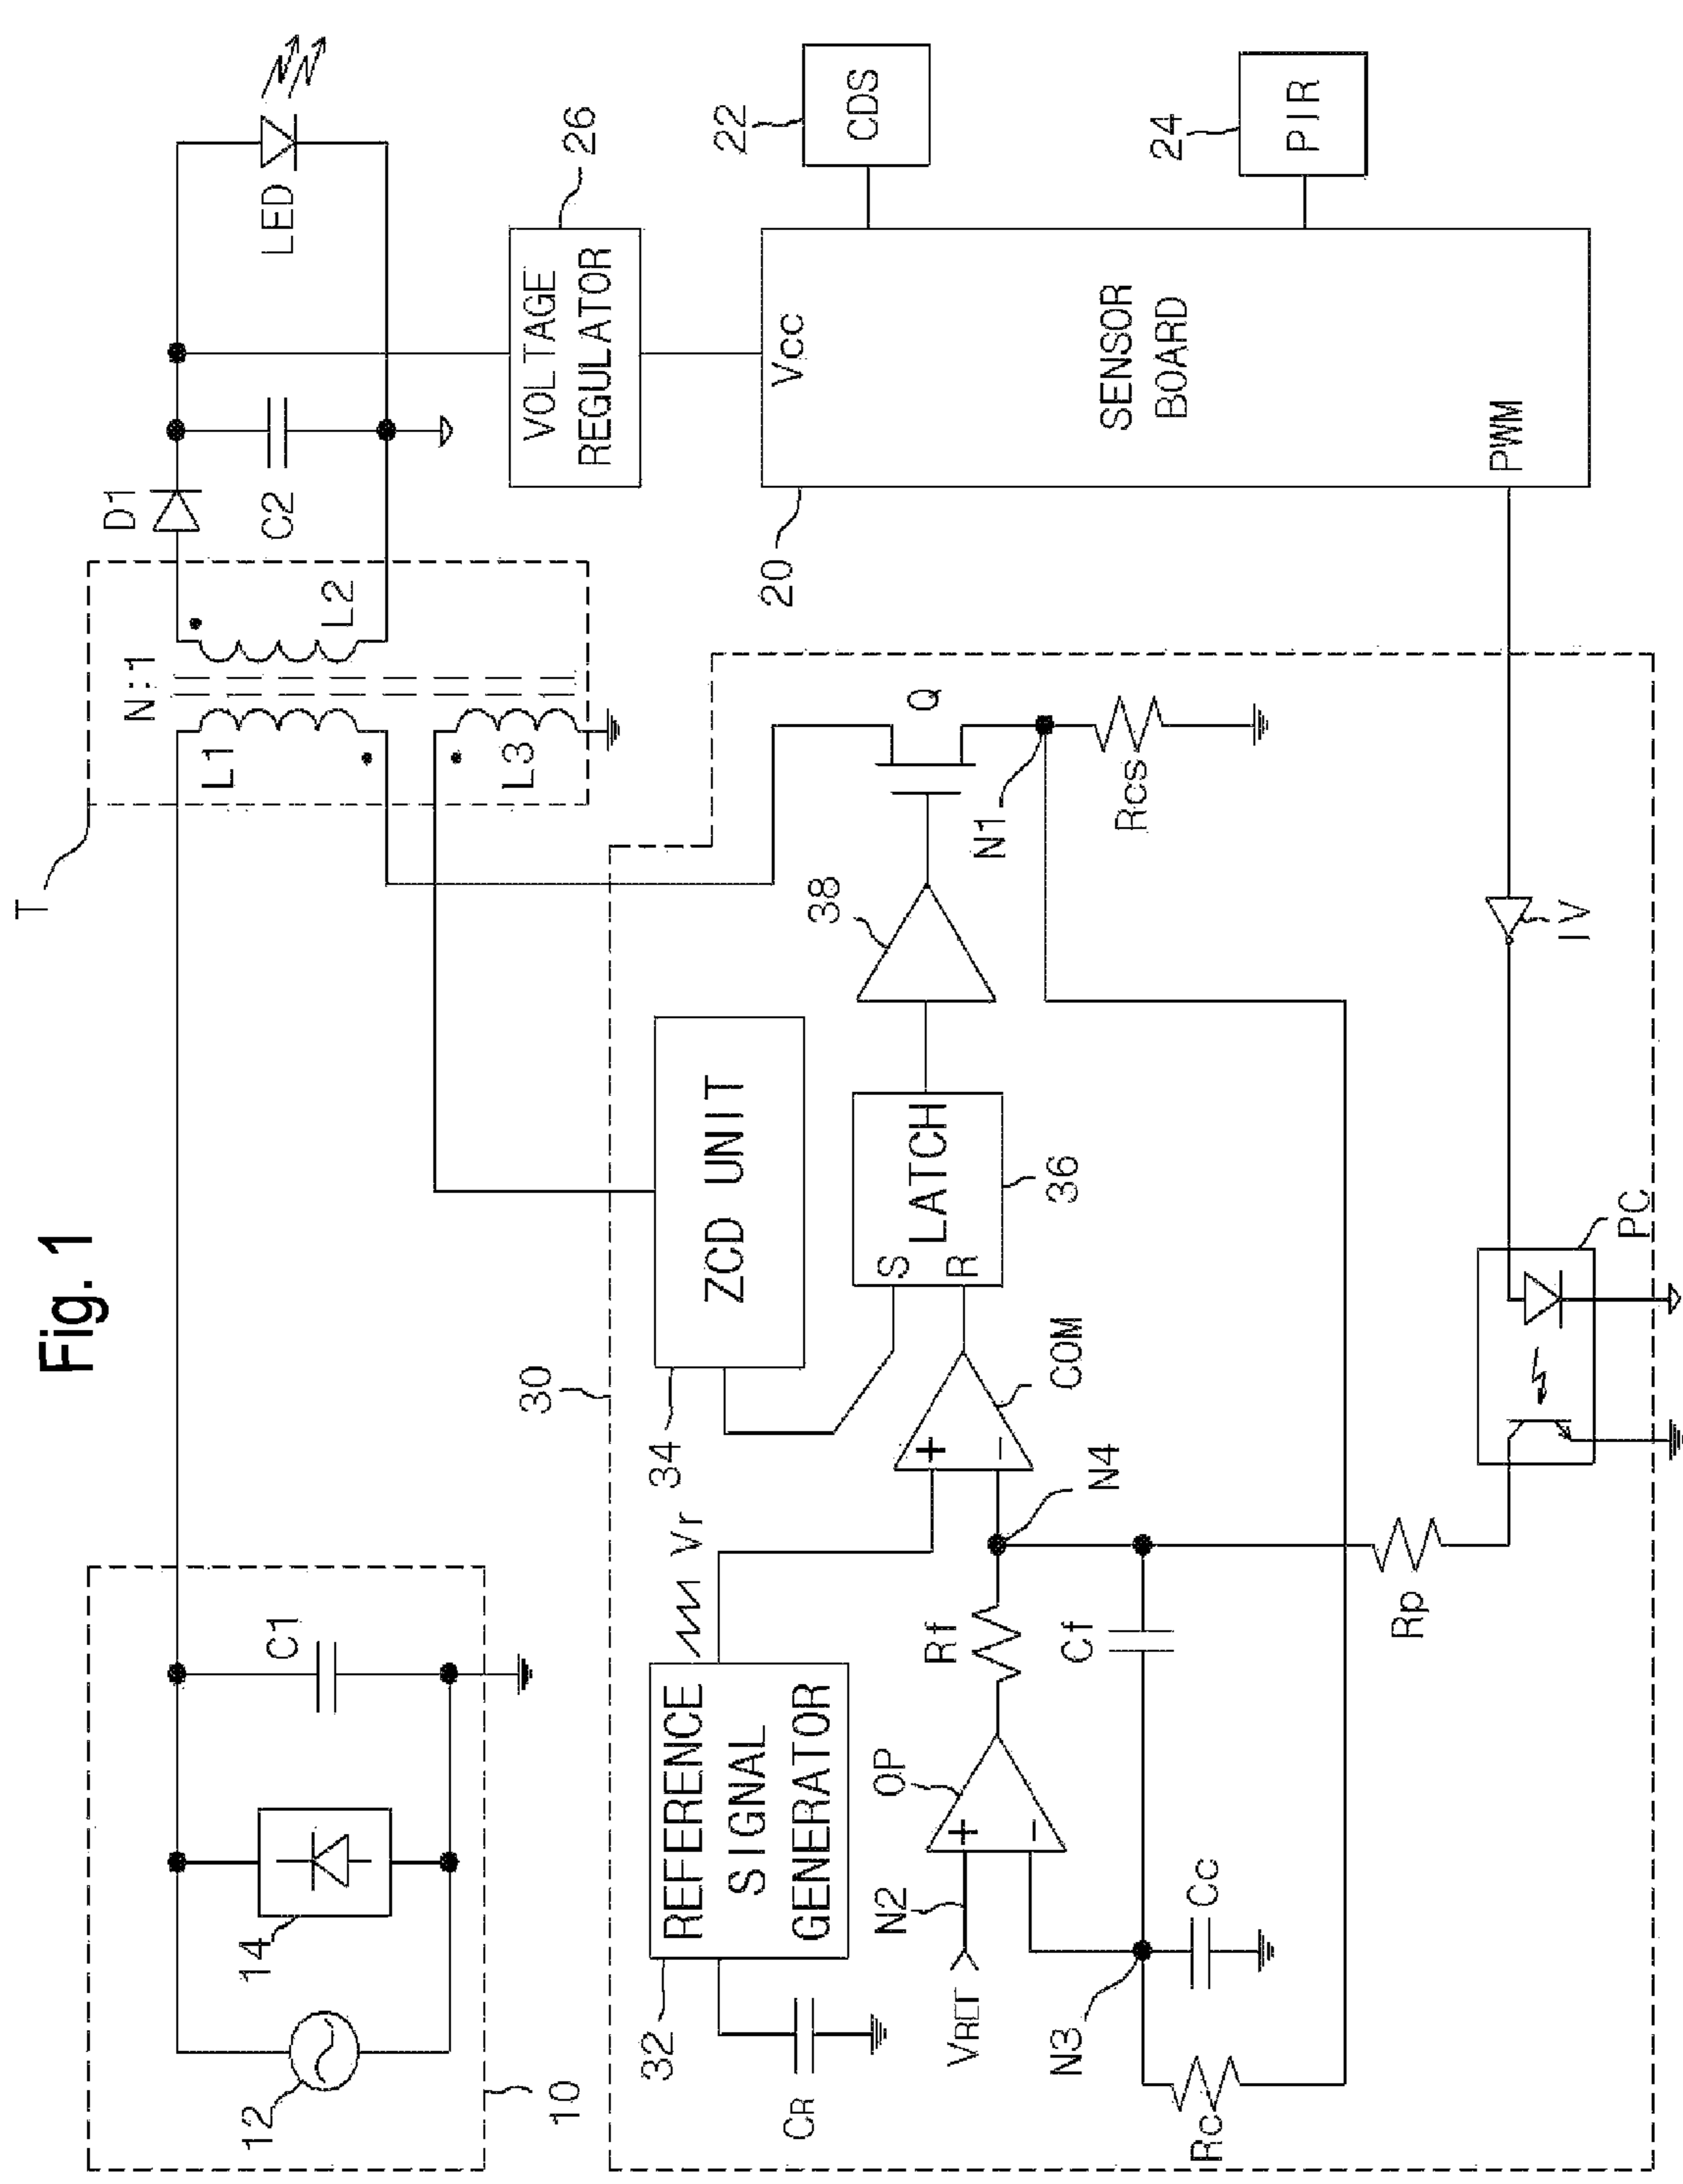 Fig. 1
T
N:1
L1
L2
L3
D1
C2
LED
26
VOLTAGE
REGULATOR
22
CDS
24
PIR
Vcc
SENSOR
BOARD
PWM
20
10
12
14
C1
30
32
REFERENCE
SIGNAL
GENERATOR
Vr
CR
34
ZCD UNIT
S
R
LATCH
36
38
Q
N1
Rcs
COM
+
-
N4
OP
+
-
N2
N3
Rf
Cf
Cc
Rc
Rp
IV
PC